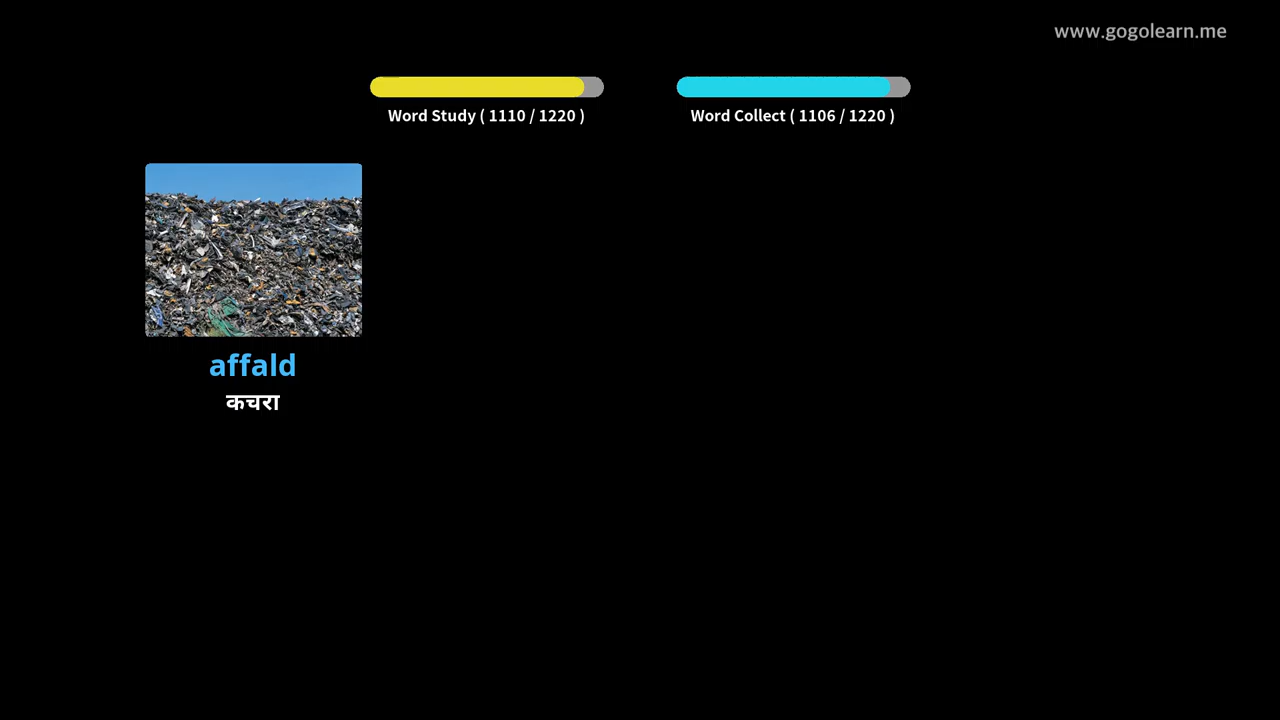 www.gogolearn.me
Word Study ( 1110 / 1220 )
Word Collect ( 1106 / 1220 )
affald
कचरा